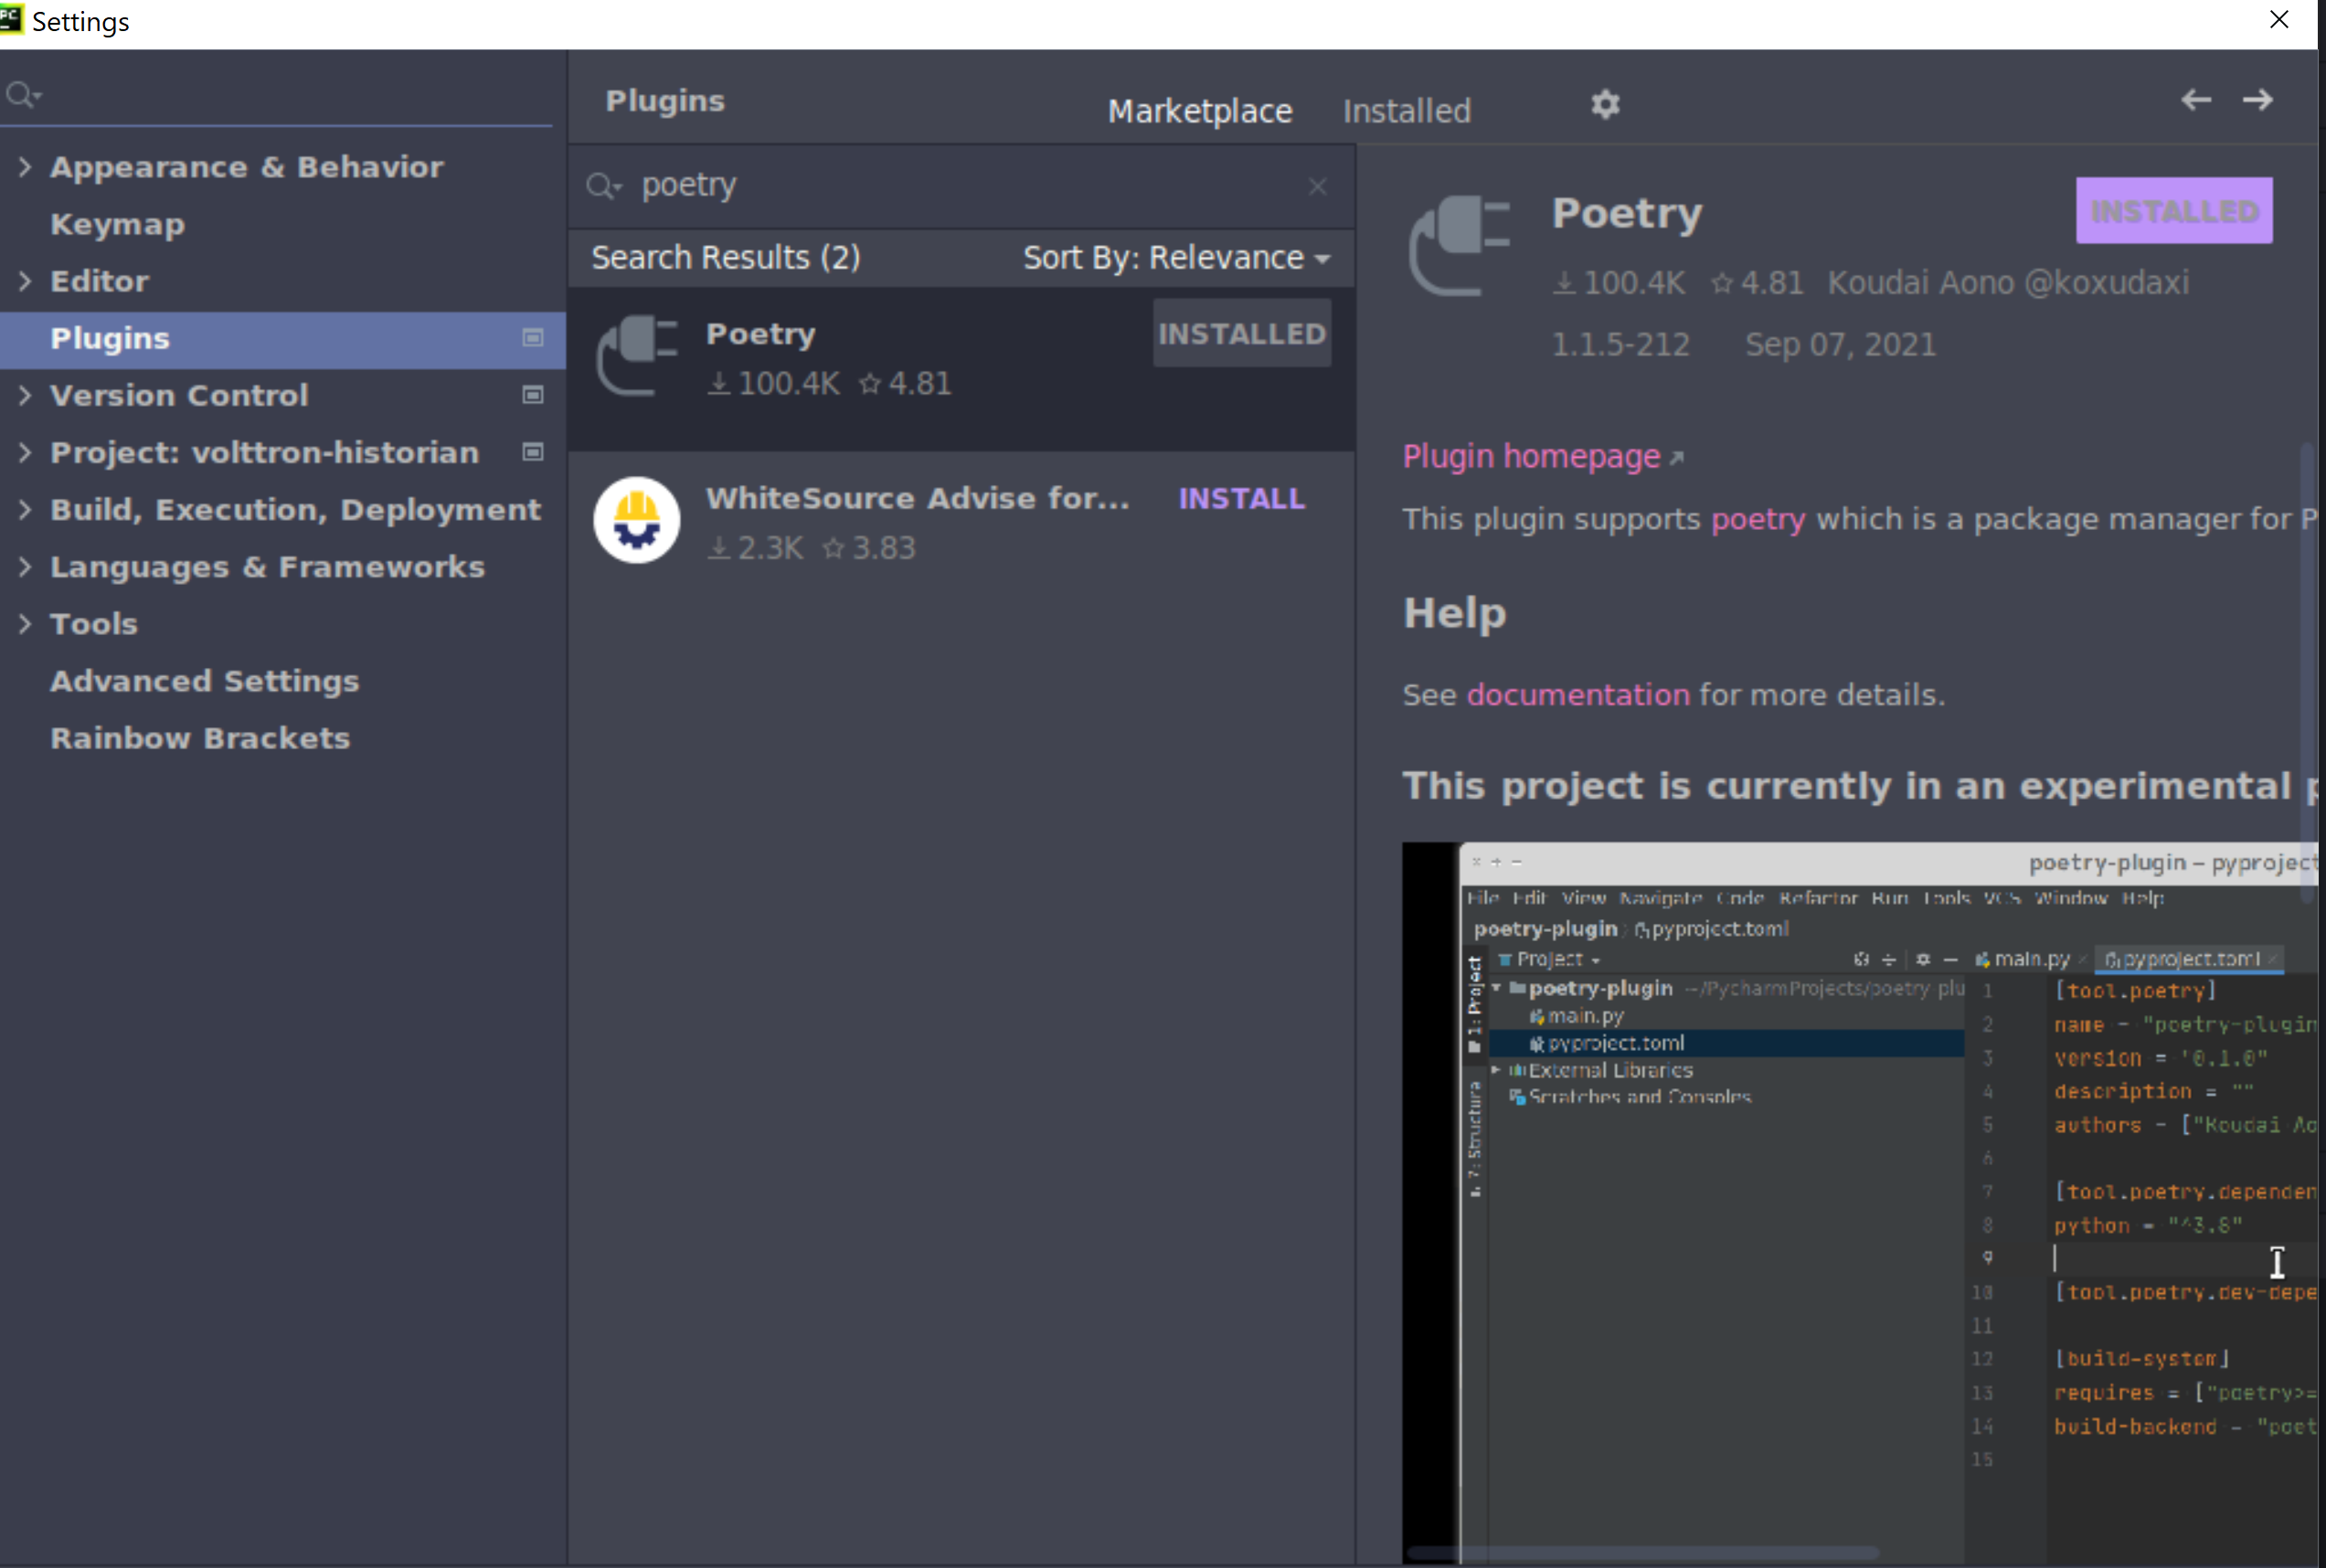 PC
Settings
Appearance & Behavior
Keymap
Editor
Plugins
Version Control
Project: volttron-historian
Build, Execution, Deployment
Languages & Frameworks
Tools
Advanced Settings
Rainbow Brackets
Plugins
Marketplace
Installed
poetry
Search Results (2)
Sort By: Relevance
Poetry
INSTALLED
100.4K
4.81
WhiteSource Advise for...
INSTALL
2.3K
3.83
Poetry
INSTALLED
100.4K 4.81 Koudai Aono @koxudaxi
1.1.5-212 Sep 07, 2021
Plugin homepage
This plugin supports poetry which is a package manager for P
Help
See documentation for more details.
This project is currently in an experimental p
poetry-plugin – pyproject
File Edit View Navigate Code Refactor Run Tools VCS Window Help
poetry-plugin pyproject.toml
Project
main.py
pyproject.toml
1: Project
7: Structure
poetry-plugin ~/PycharmProjects/poetry-plu
main.py
pyproject.toml
External Libraries
Scratches and Consoles
1 [tool.poetry]
2 name = "poetry-plugin
3 version = "0.1.0"
4 description = ""
5 authors = ["Koudai Ao
6
7 [tool.poetry.dependen
8 python = "^3.8"
9
10 [tool.poetry.dev-depe
11
12 [build-system]
13 requires = ["poetry>=
14 build-backend = "poet
15